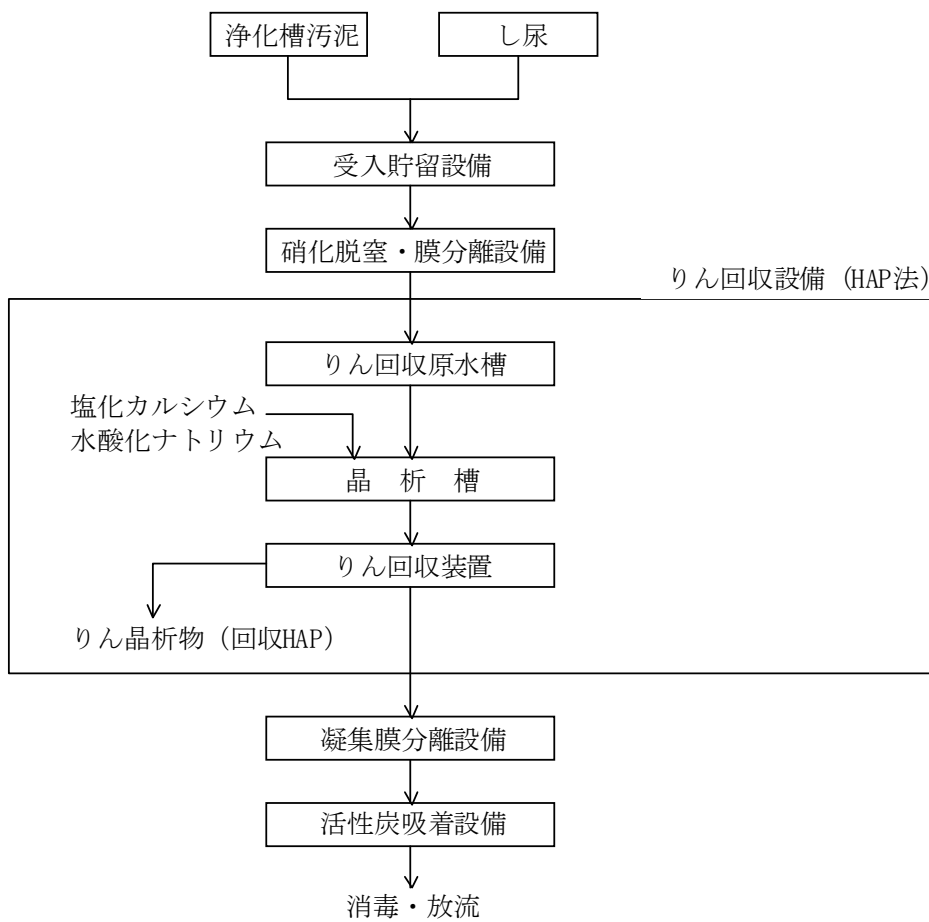 浄化槽汚泥
し尿
受入貯留設備
硝化脱窒・膜分離設備
りん回収設備（HAP法）
りん回収原水槽
塩化カルシウム
水酸化ナトリウム
晶　析　槽
りん回収装置
りん晶析物（回収HAP）
凝集膜分離設備
活性炭吸着設備
消毒・放流